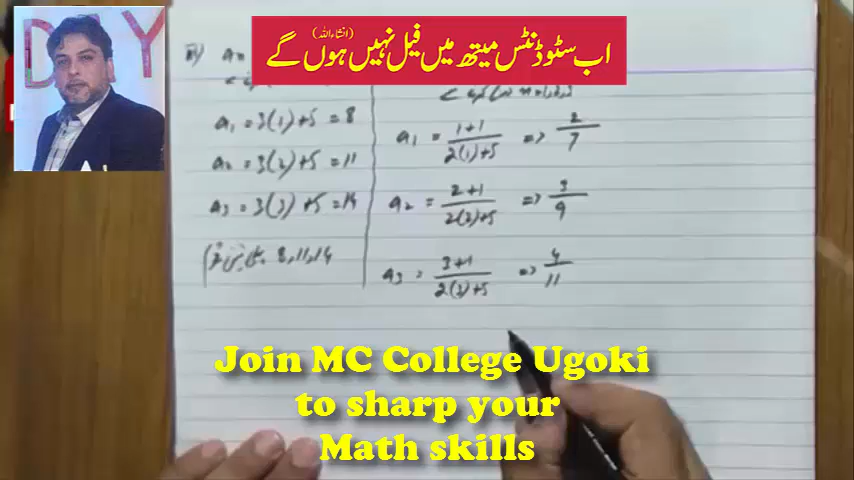 اب سٹوڈنٹس میتھ میں فیل نہیں ہوں گے
(انشاءاللہ)
DAY
a₁ = 3(1)+5 = 8
a₂ = 3(2)+5 = 11
a₃ = 3(3)+5 = 14
8, 11, 14
a₁ = 1+1 / 2(1)+5 => 2/7
a₂ = 2+1 / 2(2)+5 => 3/9
a₃ = 3+1 / 2(3)+5 => 4/11
Join MC College Ugoki
to sharp your
Math skills